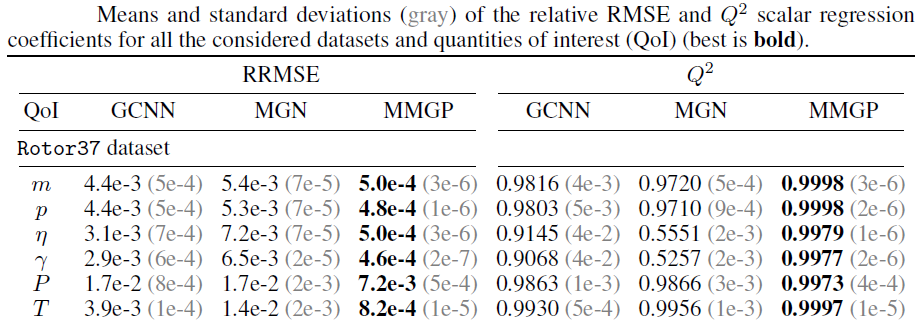 Means and standard deviations (gray) of the relative RMSE and Q² scalar regression
coefficients for all the considered datasets and quantities of interest (QoI) (best is bold).
RRMSE Q²
QoI GCNN MGN MMGP GCNN MGN MMGP
Rotor37 dataset
m 4.4e-3 (5e-4) 5.4e-3 (7e-5) 5.0e-4 (3e-6) 0.9816 (4e-3) 0.9720 (5e-4) 0.9998 (3e-6)
p 4.4e-3 (5e-4) 5.3e-3 (7e-5) 4.8e-4 (1e-6) 0.9803 (5e-3) 0.9710 (9e-4) 0.9998 (2e-6)
η 3.1e-3 (7e-4) 7.2e-3 (7e-5) 5.0e-4 (3e-6) 0.9145 (4e-2) 0.5551 (2e-3) 0.9979 (1e-6)
γ 2.9e-3 (6e-4) 6.5e-3 (2e-5) 4.6e-4 (2e-7) 0.9068 (4e-2) 0.5257 (2e-3) 0.9977 (2e-6)
P 1.7e-2 (8e-4) 1.7e-2 (2e-3) 7.2e-3 (5e-4) 0.9863 (1e-3) 0.9866 (3e-3) 0.9973 (4e-4)
T 3.9e-3 (1e-4) 1.4e-2 (2e-3) 8.2e-4 (1e-5) 0.9930 (5e-4) 0.9956 (1e-3) 0.9997 (1e-5)